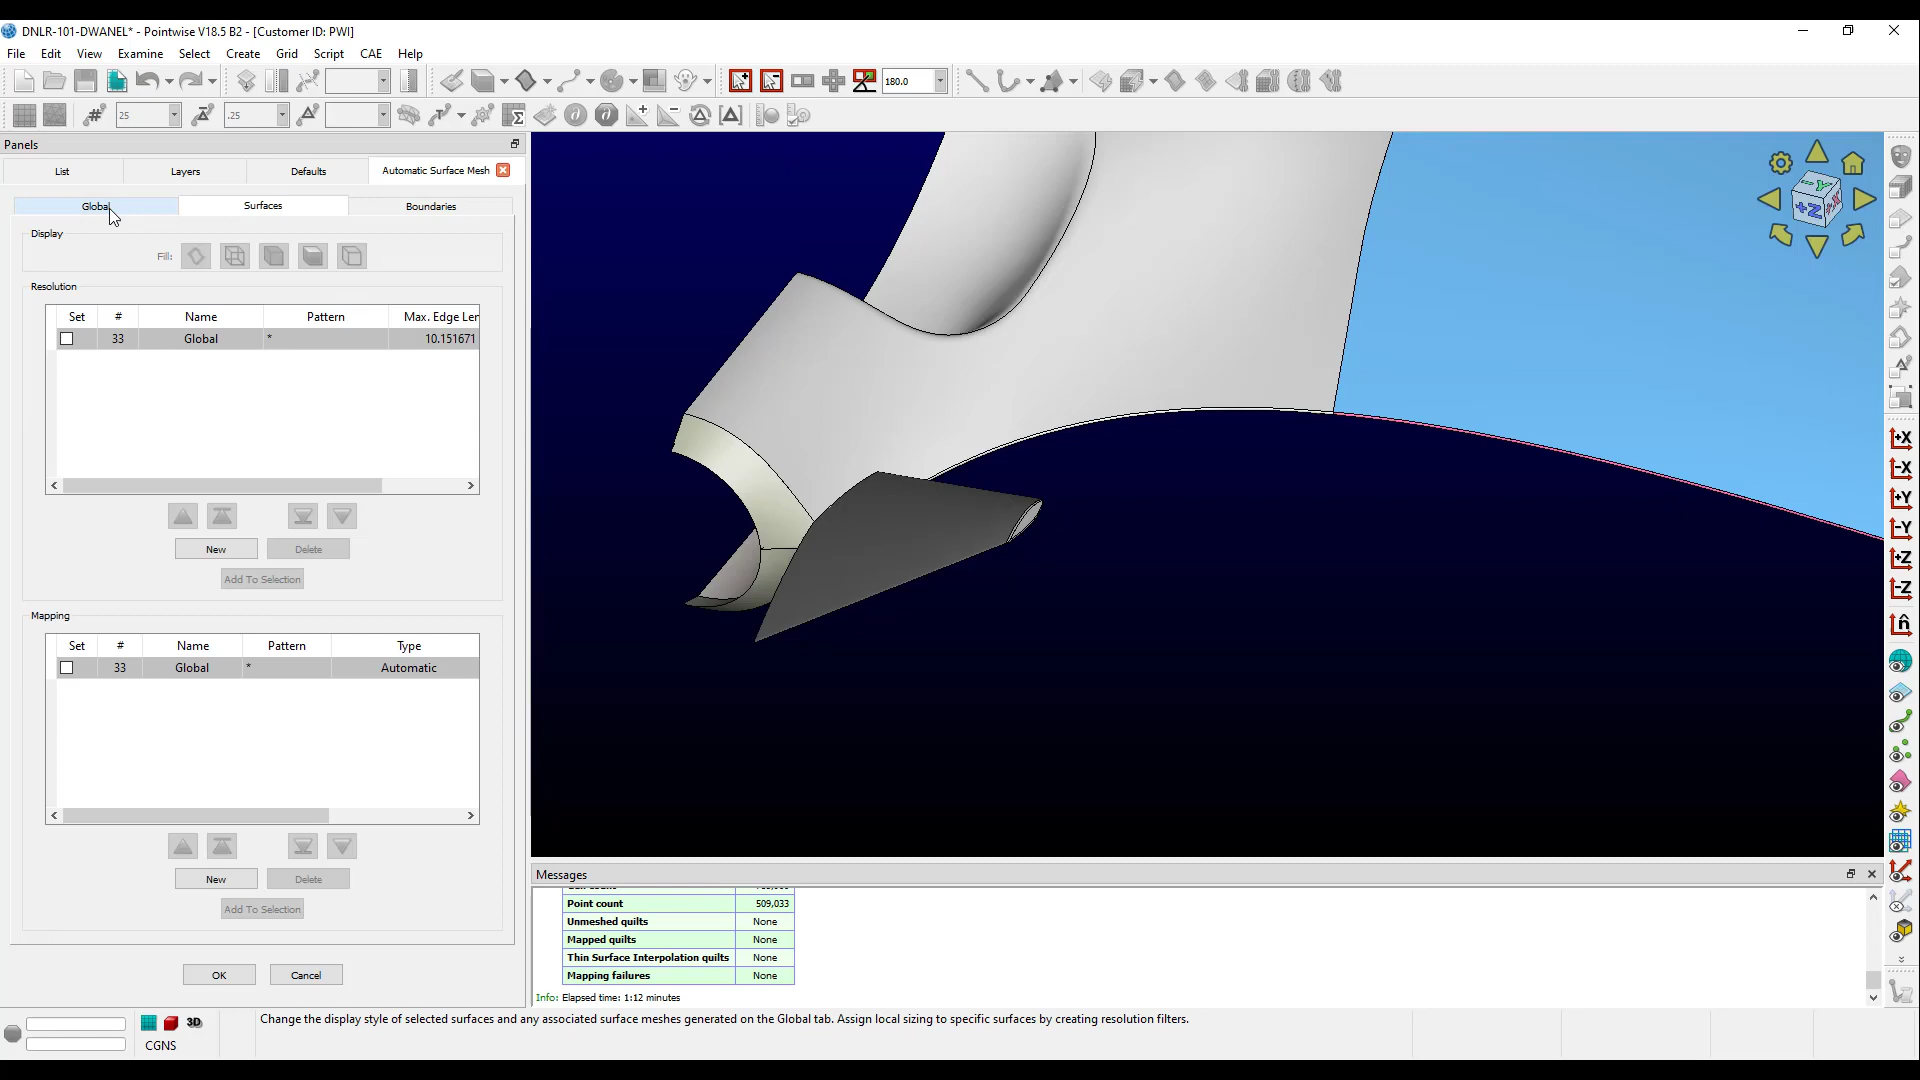 DNLR-101-DWANEL* - Pointwise V18.5 B2 - [Customer ID: PWI]
File Edit View Examine Select Create Grid Script CAE Help
180.0
25 .25
Panels
List Layers Defaults Automatic Surface Mesh
Global Surfaces Boundaries
Display
Fill:
Resolution
Set # Name Pattern Max. Edge Len
33 Global * 10.151671
New Delete
Add To Selection
Mapping
Set # Name Pattern Type
33 Global * Automatic
New Delete
Add To Selection
OK Cancel
-Y
+Z
+X
-X
+Y
-Y
+Z
-Z
n
Messages
Point count 509,033
Unmeshed quilts None
Mapped quilts None
Thin Surface Interpolation quilts None
Mapping failures None
Info: Elapsed time: 1:12 minutes
3D
CGNS
Change the display style of selected surfaces and any associated surface meshes generated on the Global tab. Assign local sizing to specific surfaces by creating resolution filters.